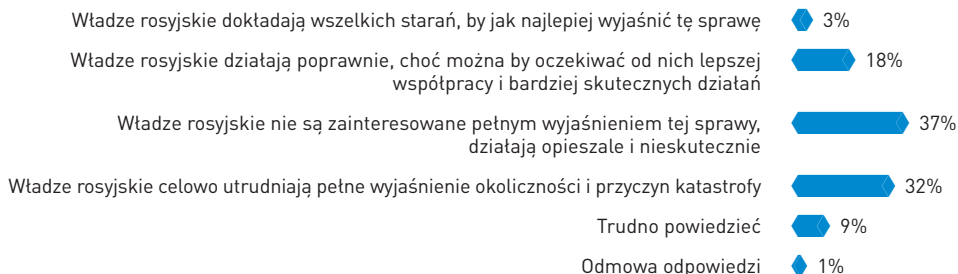 Władze rosyjskie dokładają wszelkich starań, by jak najlepiej wyjaśnić tę sprawę 3%
Władze rosyjskie działają poprawnie, choć można by oczekiwać od nich lepszej
współpracy i bardziej skutecznych działań 18%
Władze rosyjskie nie są zainteresowane pełnym wyjaśnieniem tej sprawy,
działają opieszale i nieskutecznie 37%
Władze rosyjskie celowo utrudniają pełne wyjaśnienie okoliczności i przyczyn katastrofy 32%
Trudno powiedzieć 9%
Odmowa odpowiedzi 1%